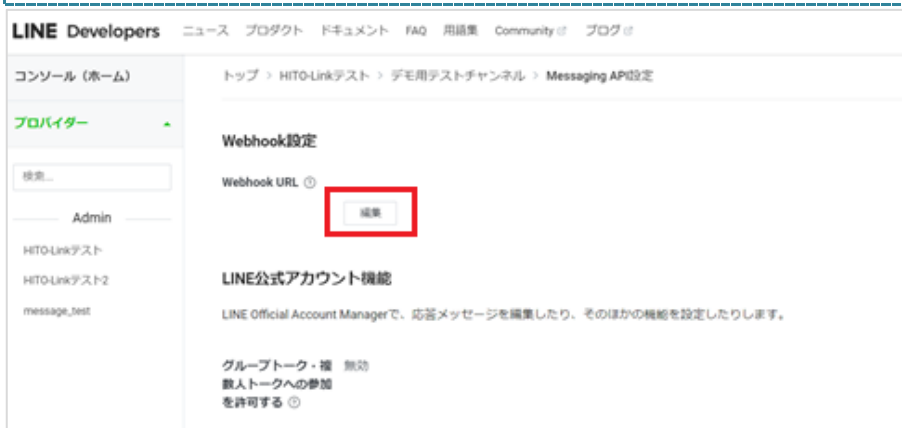 LINE Developers ニュース プロダクト ドキュメント FAQ 用語集 Community ブログ
コンソール（ホーム）
トップ > HITO-Linkテスト > デモ用テストチャンネル > Messaging API設定
プロバイダー
Webhook設定
検索...
Webhook URL
編集
Admin
HITO-Linkテスト
HITO-Linkテスト2
LINE公式アカウント機能
message_test
LINE Official Account Managerで、応答メッセージを編集したり、そのほかの機能を設定したりします。
グループトーク・複 無効
数人トークへの参加
を許可する